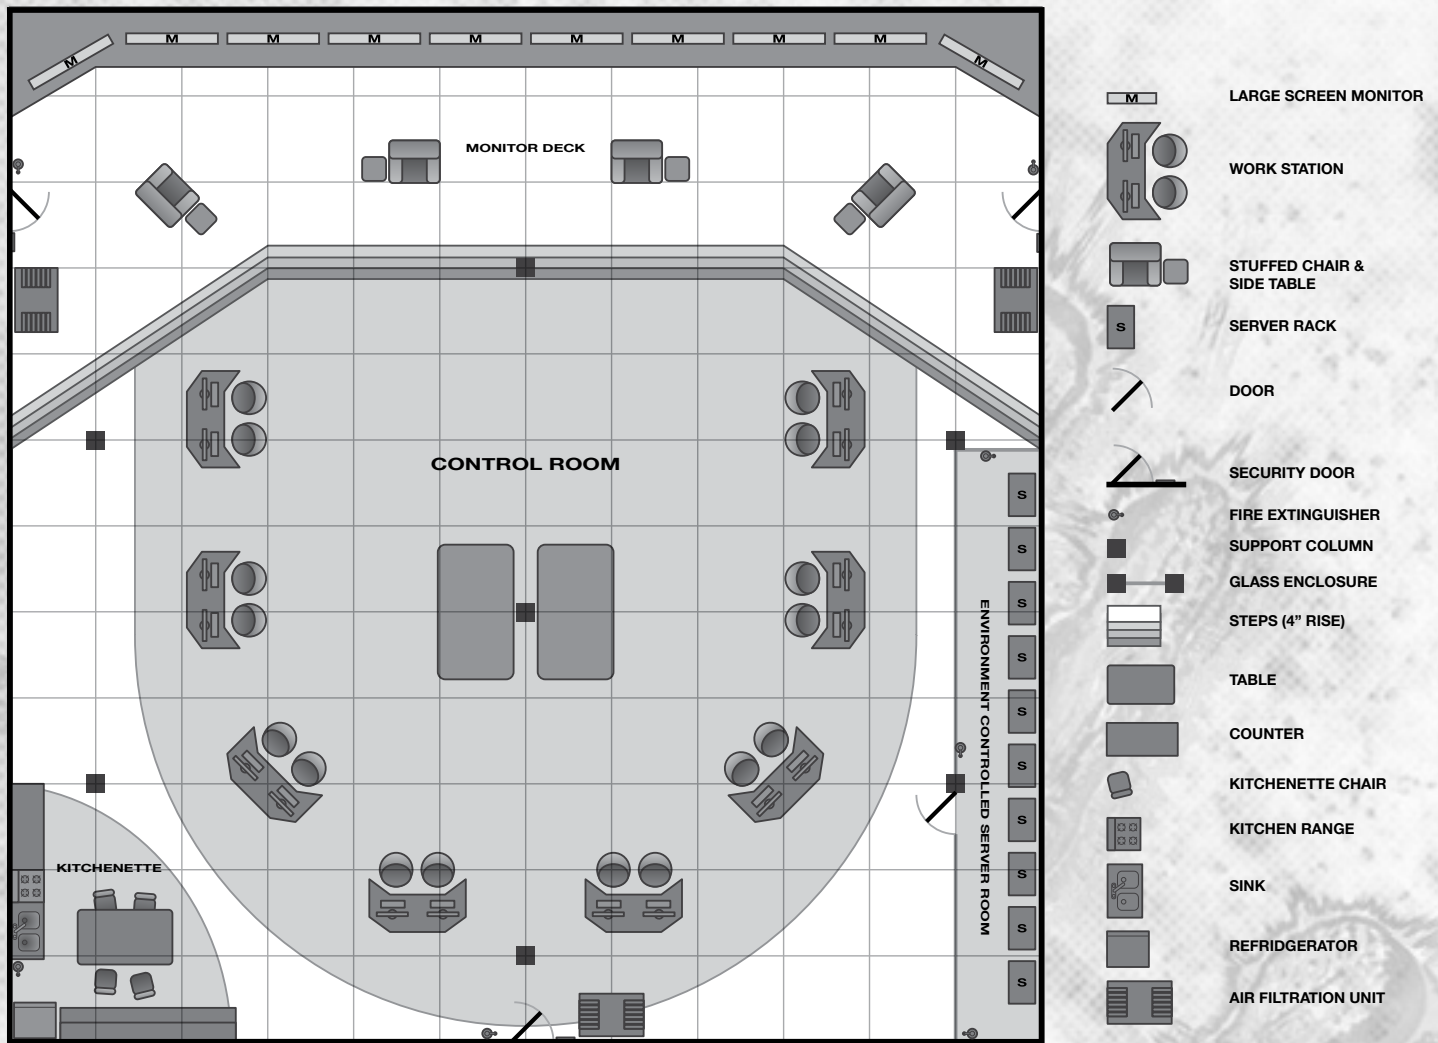 M
M
M
M
M
M
M
M
M
M
MONITOR DECK
CONTROL ROOM
KITCHENETTE
ENVIRONMENT CONTROLLED SERVER ROOM
S
S
S
S
S
S
S
S
S
S
M
LARGE SCREEN MONITOR
WORK STATION
STUFFED CHAIR &
SIDE TABLE
S
SERVER RACK
DOOR
SECURITY DOOR
FIRE EXTINGUISHER
SUPPORT COLUMN
GLASS ENCLOSURE
STEPS (4” RISE)
TABLE
COUNTER
KITCHENETTE CHAIR
KITCHEN RANGE
SINK
REFRIDGERATOR
AIR FILTRATION UNIT